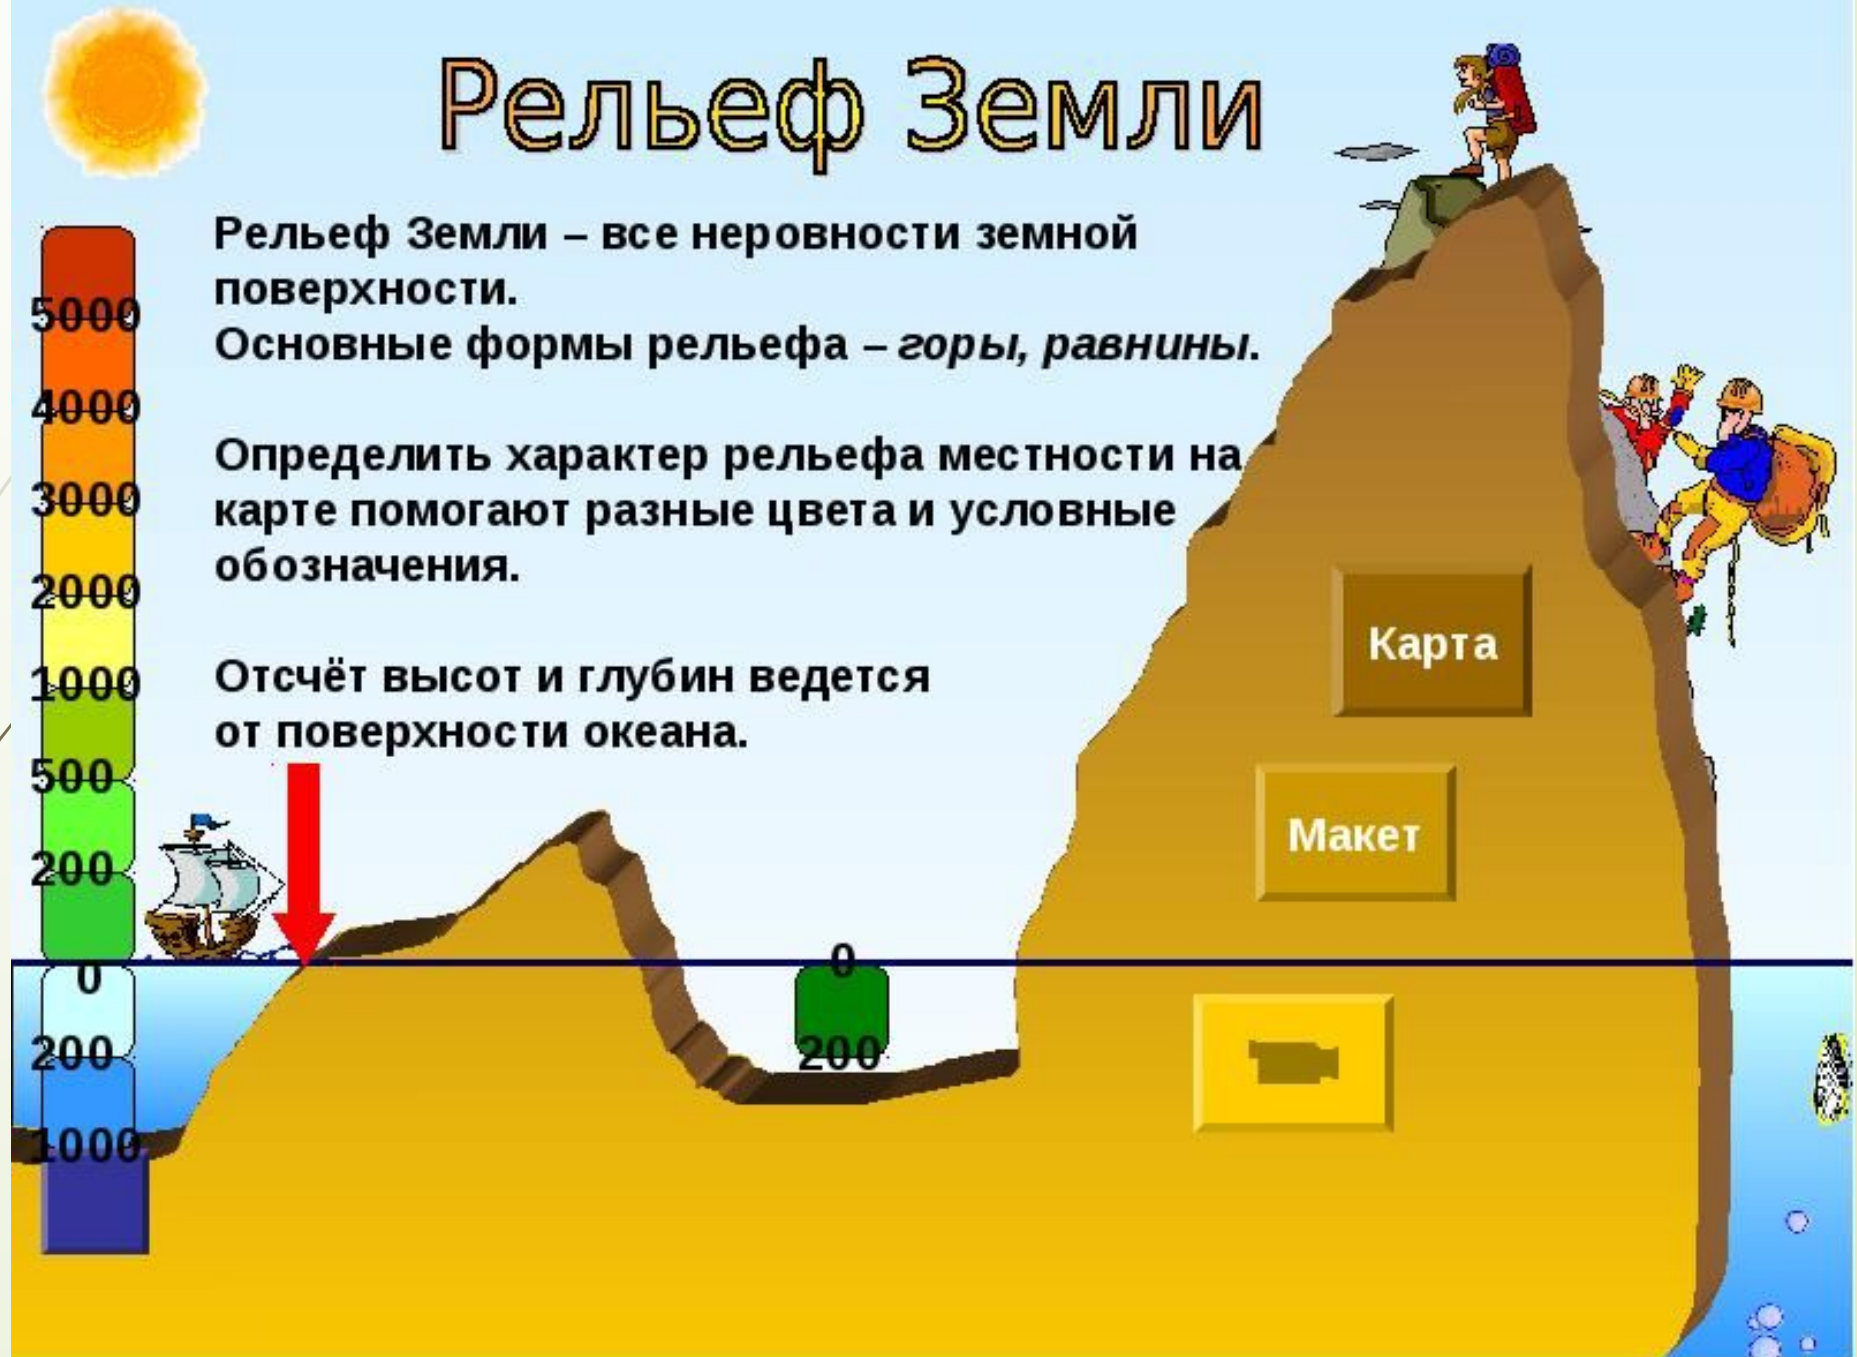 Рельеф Земли
Рельеф Земли – все неровности земной
поверхности.
Основные формы рельефа – горы, равнины.
Определить характер рельефа местности на
карте помогают разные цвета и условные
обозначения.
Отсчёт высот и глубин ведется
от поверхности океана.
5000
4000
3000
2000
1000
500
200
0
200
1000
0
200
Карта
Макет